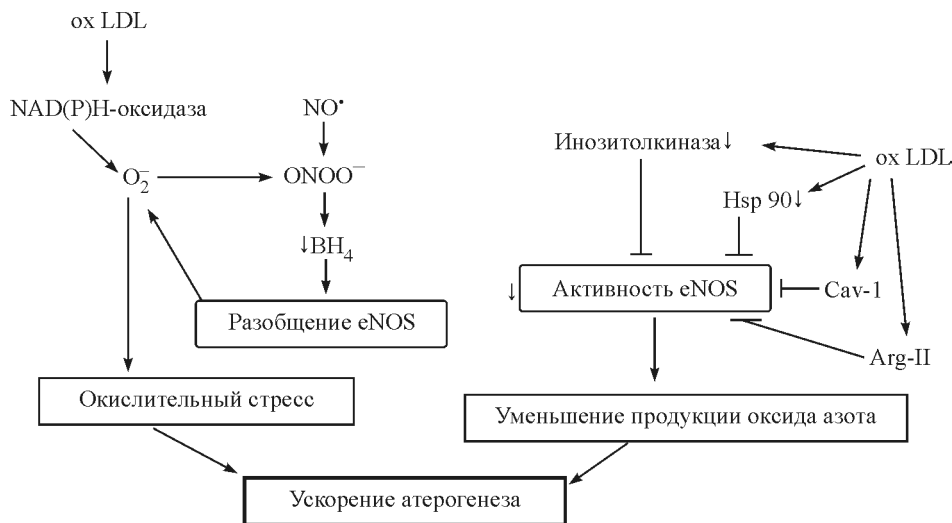 ox LDL
NAD(P)H-оксидаза
NO•
O₂⁻
ONOO⁻
↓BH₄
Разобщение eNOS
Окислительный стресс
Инозитолкиназа↓
ox LDL
Hsp 90↓
↓ Активность eNOS
Cav-1
Arg-II
Уменьшение продукции оксида азота
Ускорение атерогенеза